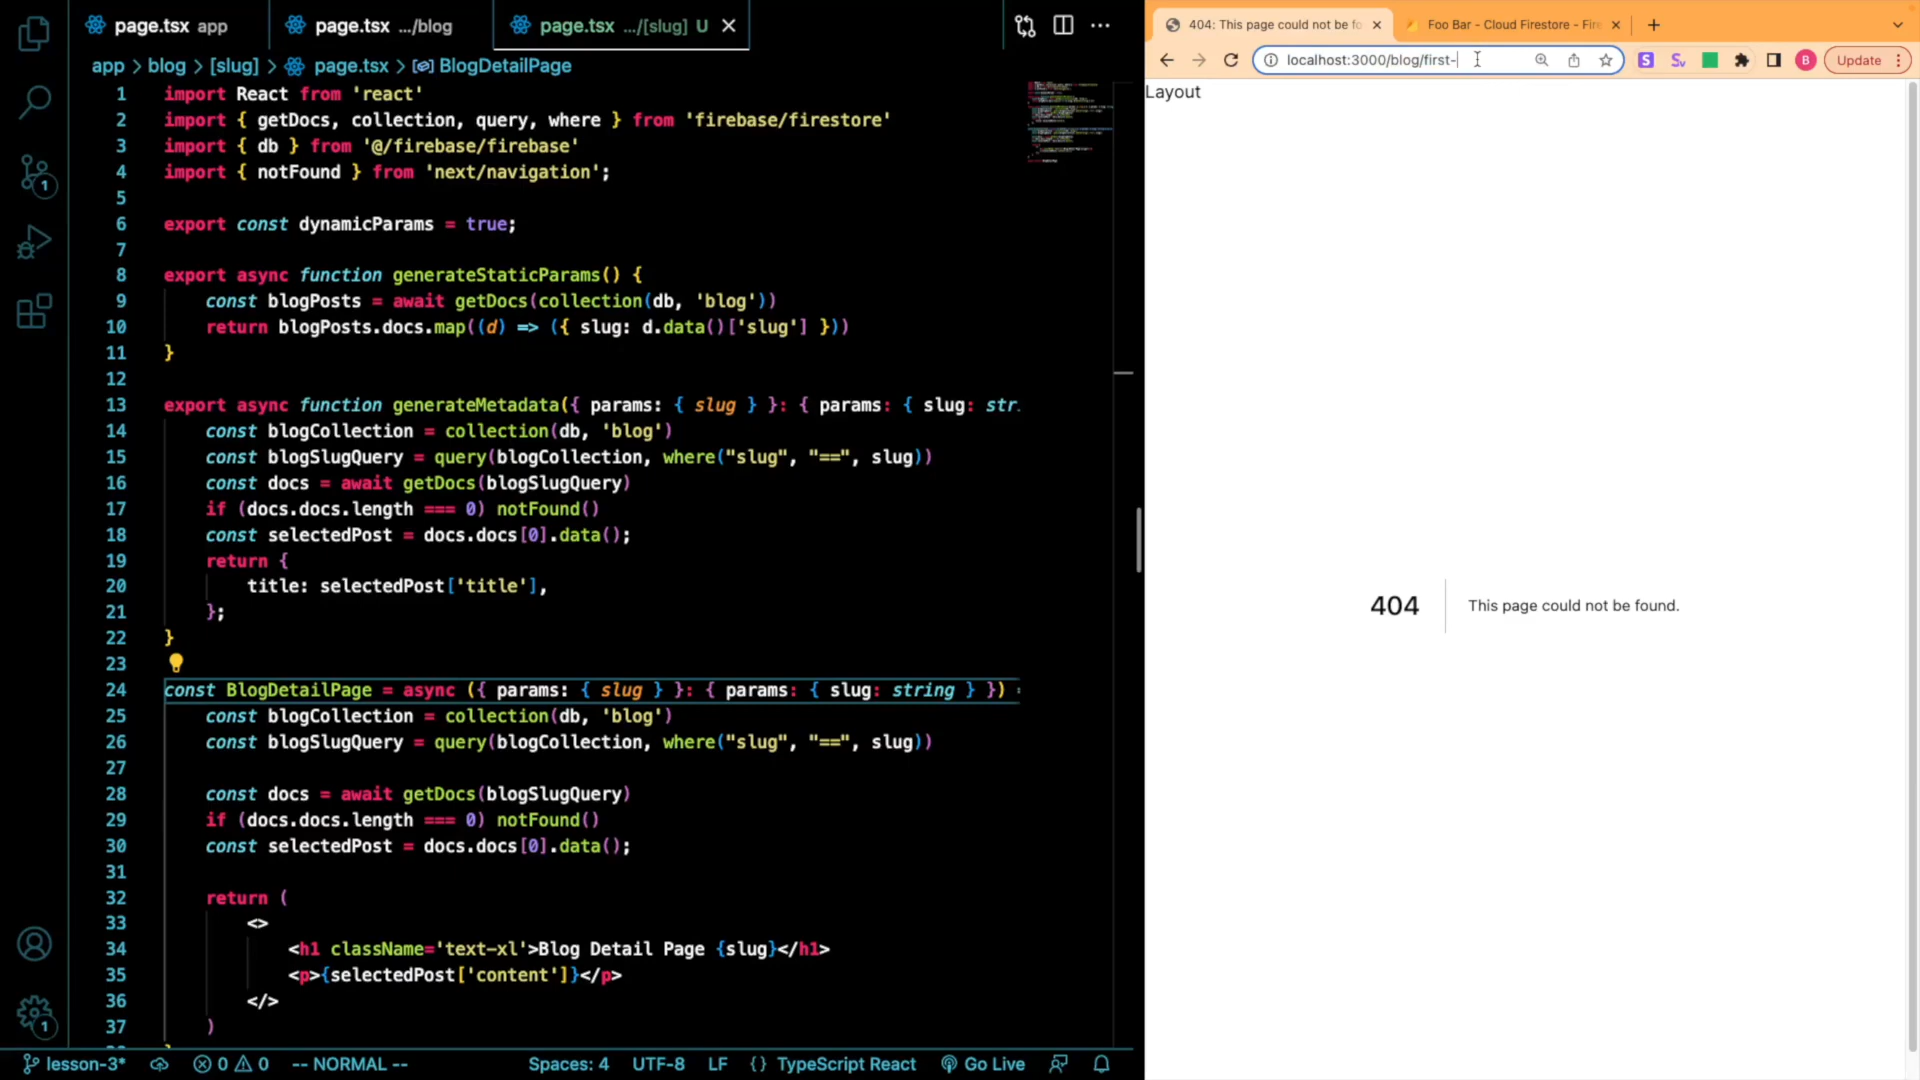 page.tsx app
page.tsx .../blog
page.tsx .../[slug] U
app > blog > [slug] > page.tsx > BlogDetailPage
1 import React from 'react'
2 import { getDocs, collection, query, where } from 'firebase/firestore'
3 import { db } from '@/firebase/firebase'
4 import { notFound } from 'next/navigation';
5
6 export const dynamicParams = true;
7
8 export async function generateStaticParams() {
9 const blogPosts = await getDocs(collection(db, 'blog'))
10 return blogPosts.docs.map((d) => ({ slug: d.data()['slug'] }))
11 }
12
13 export async function generateMetadata({ params: { slug } }: { params: { slug: str
14 const blogCollection = collection(db, 'blog')
15 const blogSlugQuery = query(blogCollection, where("slug", "==", slug))
16 const docs = await getDocs(blogSlugQuery)
17 if (docs.docs.length === 0) notFound()
18 const selectedPost = docs.docs[0].data();
19 return {
20 title: selectedPost['title'],
21 };
22 }
23
24 const BlogDetailPage = async ({ params: { slug } }: { params: { slug: string } })
25 const blogCollection = collection(db, 'blog')
26 const blogSlugQuery = query(blogCollection, where("slug", "==", slug))
27
28 const docs = await getDocs(blogSlugQuery)
29 if (docs.docs.length === 0) notFound()
30 const selectedPost = docs.docs[0].data();
31
32 return (
33 <>
34 <h1 className='text-xl'>Blog Detail Page {slug}</h1>
35 <p>{selectedPost['content']}</p>
36 </>
37 )
1
1
lesson-3* 0 0 -- NORMAL -- Spaces: 4 UTF-8 LF {} TypeScript React Go Live
404: This page could not be fo
Foo Bar - Cloud Firestore - Fire
localhost:3000/blog/first-
S
B
Update
Layout
404
This page could not be found.